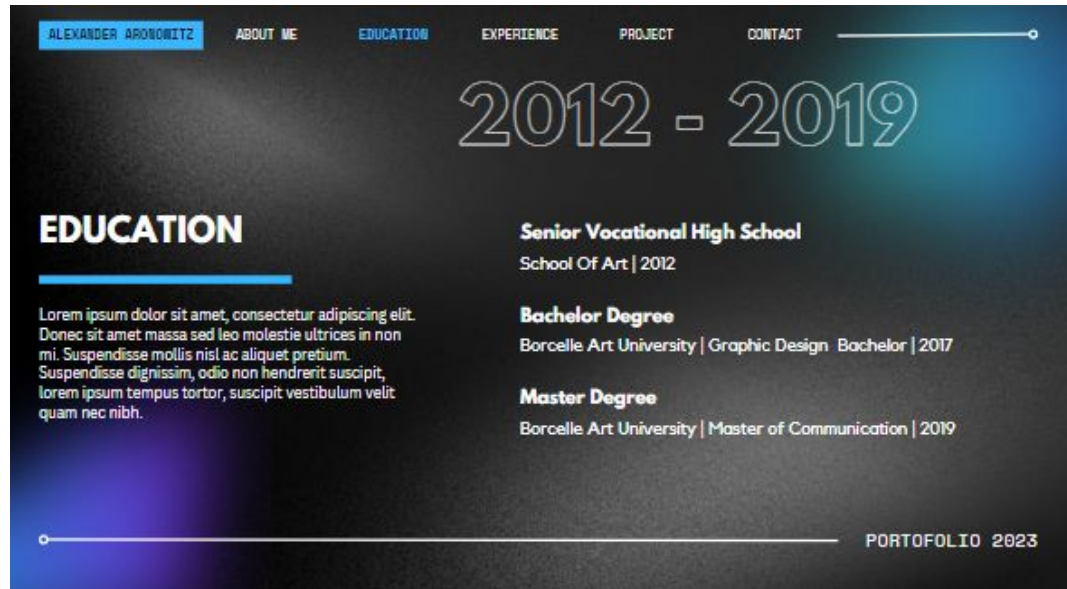 ALEXANDER ARONOWITZ ABOUT ME EDUCATION EXPERIENCE PROJECT CONTACT
2012 - 2019
EDUCATION
Lorem ipsum dolor sit amet, consectetur adipiscing elit.
Donec sit amet massa sed leo molestie ultrices in non
mi. Suspendisse mollis nisl ac aliquet pretium.
Suspendisse dignissim, odio non hendrerit suscipit,
lorem ipsum tempus tortor, suscipit vestibulum velit
quam nec nibh.
Senior Vocational High School
School Of Art | 2012
Bachelor Degree
Borcelle Art University | Graphic Design Bachelor | 2017
Master Degree
Borcelle Art University | Master of Communication | 2019
PORTOFOLIO 2023